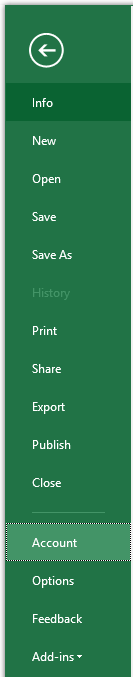 Info
New
Open
Save
Save As
History
Print
Share
Export
Publish
Close
Account
Options
Feedback
Add-ins